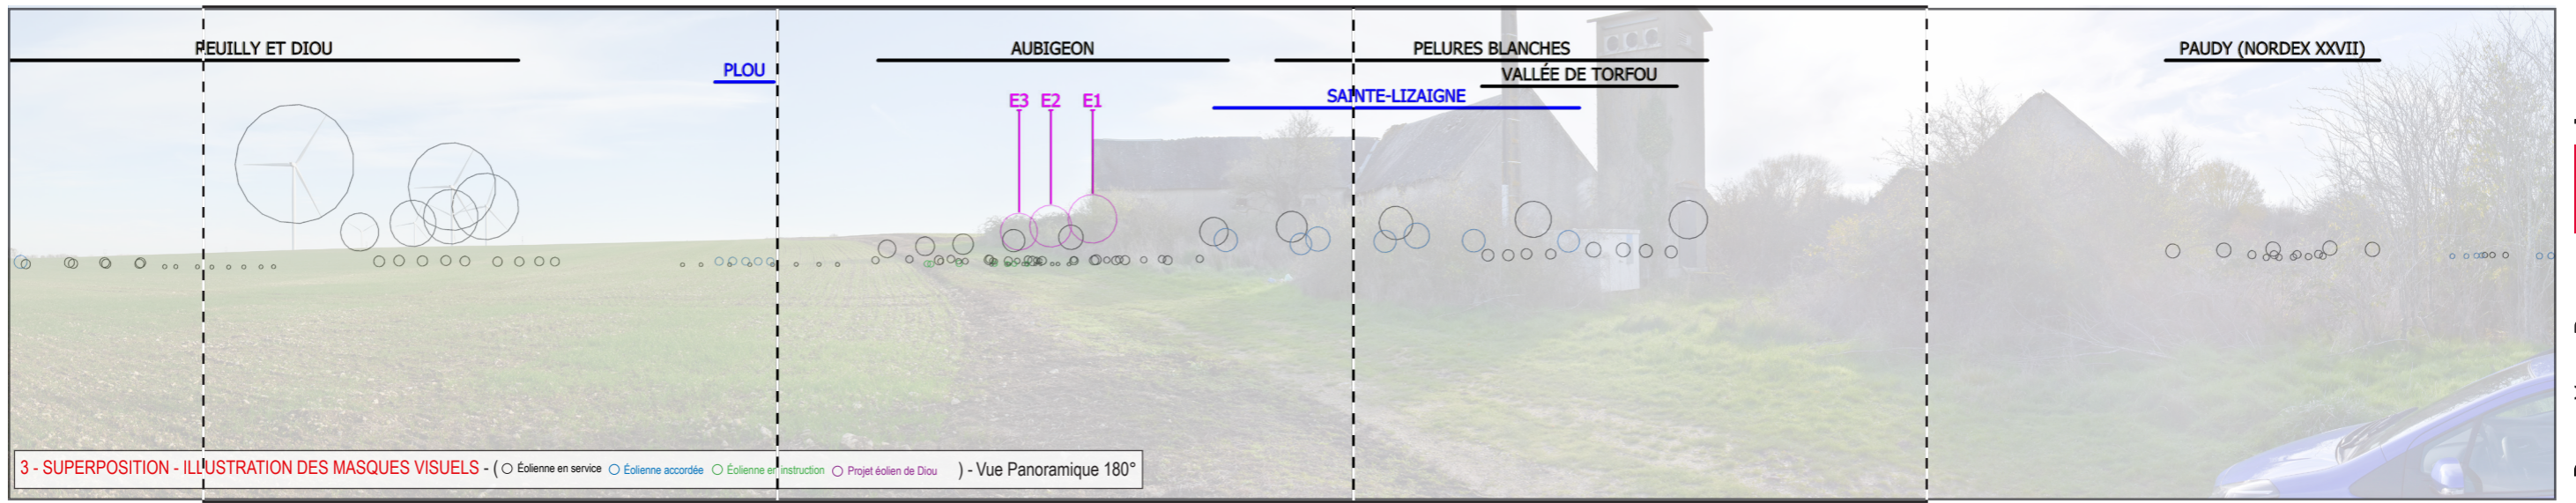 REUILLY ET DIOU
AUBIGEON
PELURES BLANCHES
PAUDY (NORDEX XXVII)
PLOU
VALLÉE DE TORFOU
SAINTE-LIZAIGNE
E3 E2 E1
3 - SUPERPOSITION - ILLUSTRATION DES MASQUES VISUELS - ( Éolienne en service Éolienne accordée Éolienne en instruction Projet éolien de Diou ) - Vue Panoramique 180°